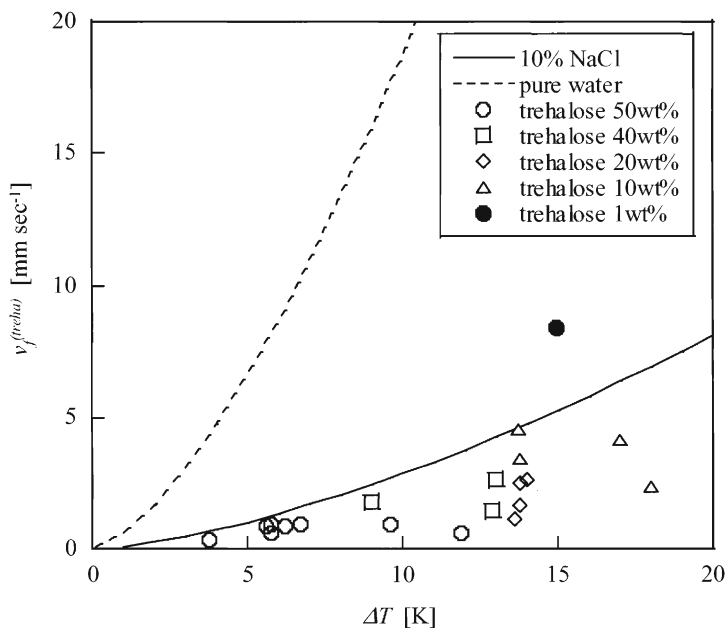 20
15
10
5
0
0
5
10
15
20
v_f^(treha) [mm sec⁻¹]
ΔT [K]
10% NaCl
pure water
trehalose 50wt%
trehalose 40wt%
trehalose 20wt%
trehalose 10wt%
trehalose 1wt%